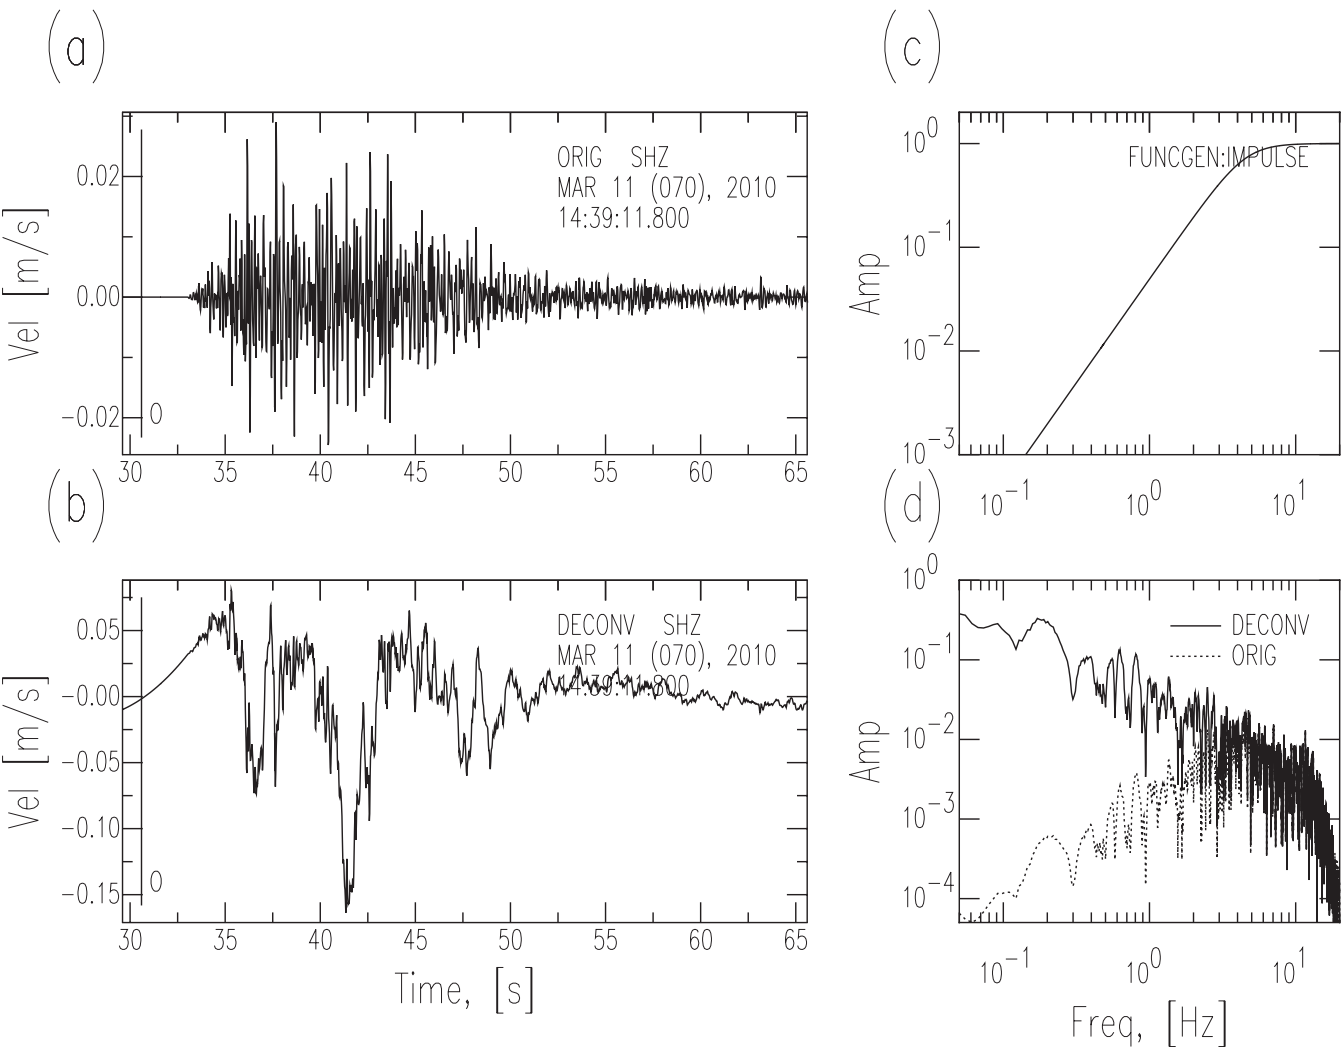 (a)
Vel [m/s]
0.02
0.00
−0.02
ORIG SHZ
MAR 11 (070), 2010
14:39:11.800
0
30 35 40 45 50 55 60 65
(b)
Vel [m/s]
0.05
−0.00
−0.05
−0.10
−0.15
DECONV SHZ
MAR 11 (070), 2010
14:39:11.800
0
30 35 40 45 50 55 60 65
Time, [s]
(c)
Amp
10^0
10^−1
10^−2
10^−3
FUNCGEN:IMPULSE
10^−1 10^0 10^1
(d)
Amp
10^0
10^−1
10^−2
10^−3
10^−4
DECONV
ORIG
10^−1 10^0 10^1
Freq, [Hz]